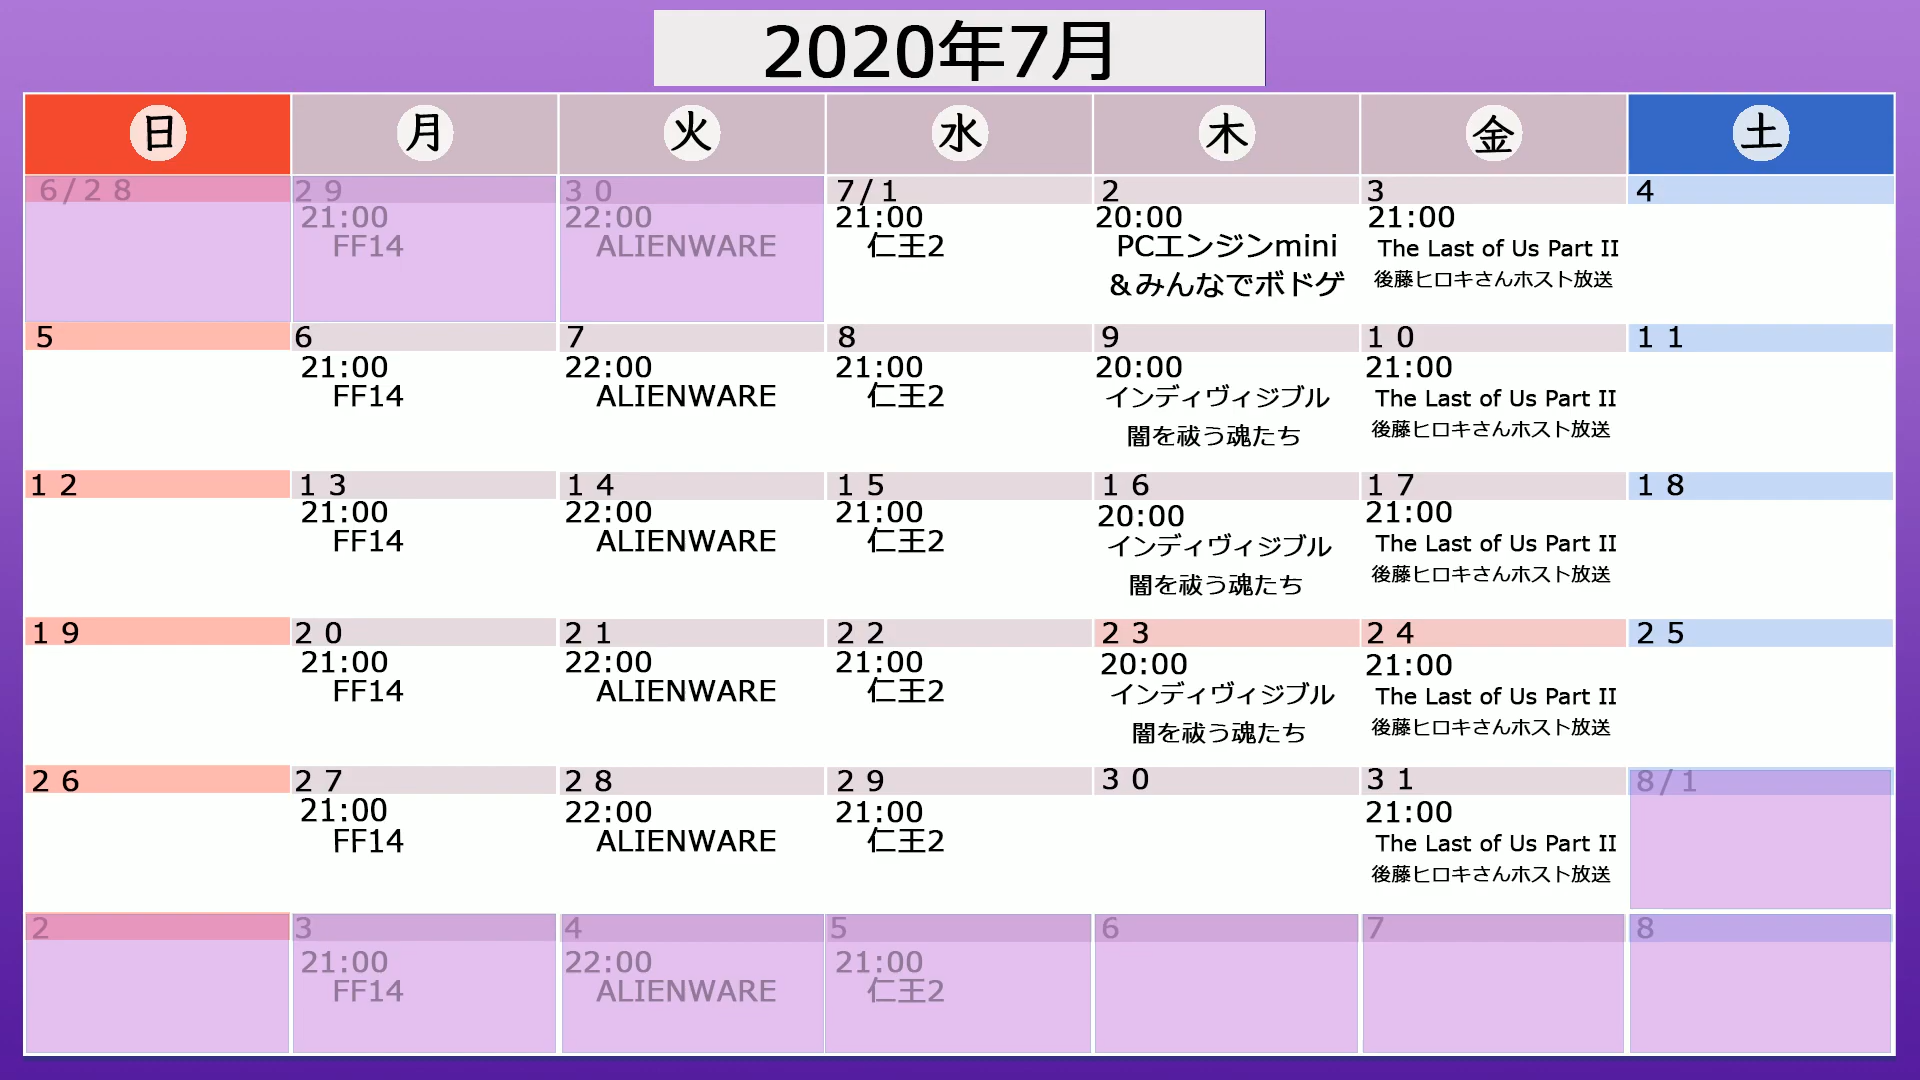 2020年7月
日 月 火 水 木 金 土
6/28 29 30 7/1 2 3 4
21:00 22:00 21:00 20:00 21:00
FF14 ALIENWARE 仁王2 PCエンジンmini The Last of Us Part II
&みんなでボドゲ 後藤ヒロキさんホスト放送
5 6 7 8 9 10 11
21:00 22:00 21:00 20:00 21:00
FF14 ALIENWARE 仁王2 インディヴィジブル The Last of Us Part II
闇を祓う魂たち 後藤ヒロキさんホスト放送
12 13 14 15 16 17 18
21:00 22:00 21:00 20:00 21:00
FF14 ALIENWARE 仁王2 インディヴィジブル The Last of Us Part II
闇を祓う魂たち 後藤ヒロキさんホスト放送
19 20 21 22 23 24 25
21:00 22:00 21:00 20:00 21:00
FF14 ALIENWARE 仁王2 インディヴィジブル The Last of Us Part II
闇を祓う魂たち 後藤ヒロキさんホスト放送
26 27 28 29 30 31 8/1
21:00 22:00 21:00 21:00
FF14 ALIENWARE 仁王2 The Last of Us Part II
後藤ヒロキさんホスト放送
2 3 4 5 6 7 8
21:00 22:00 21:00
FF14 ALIENWARE 仁王2